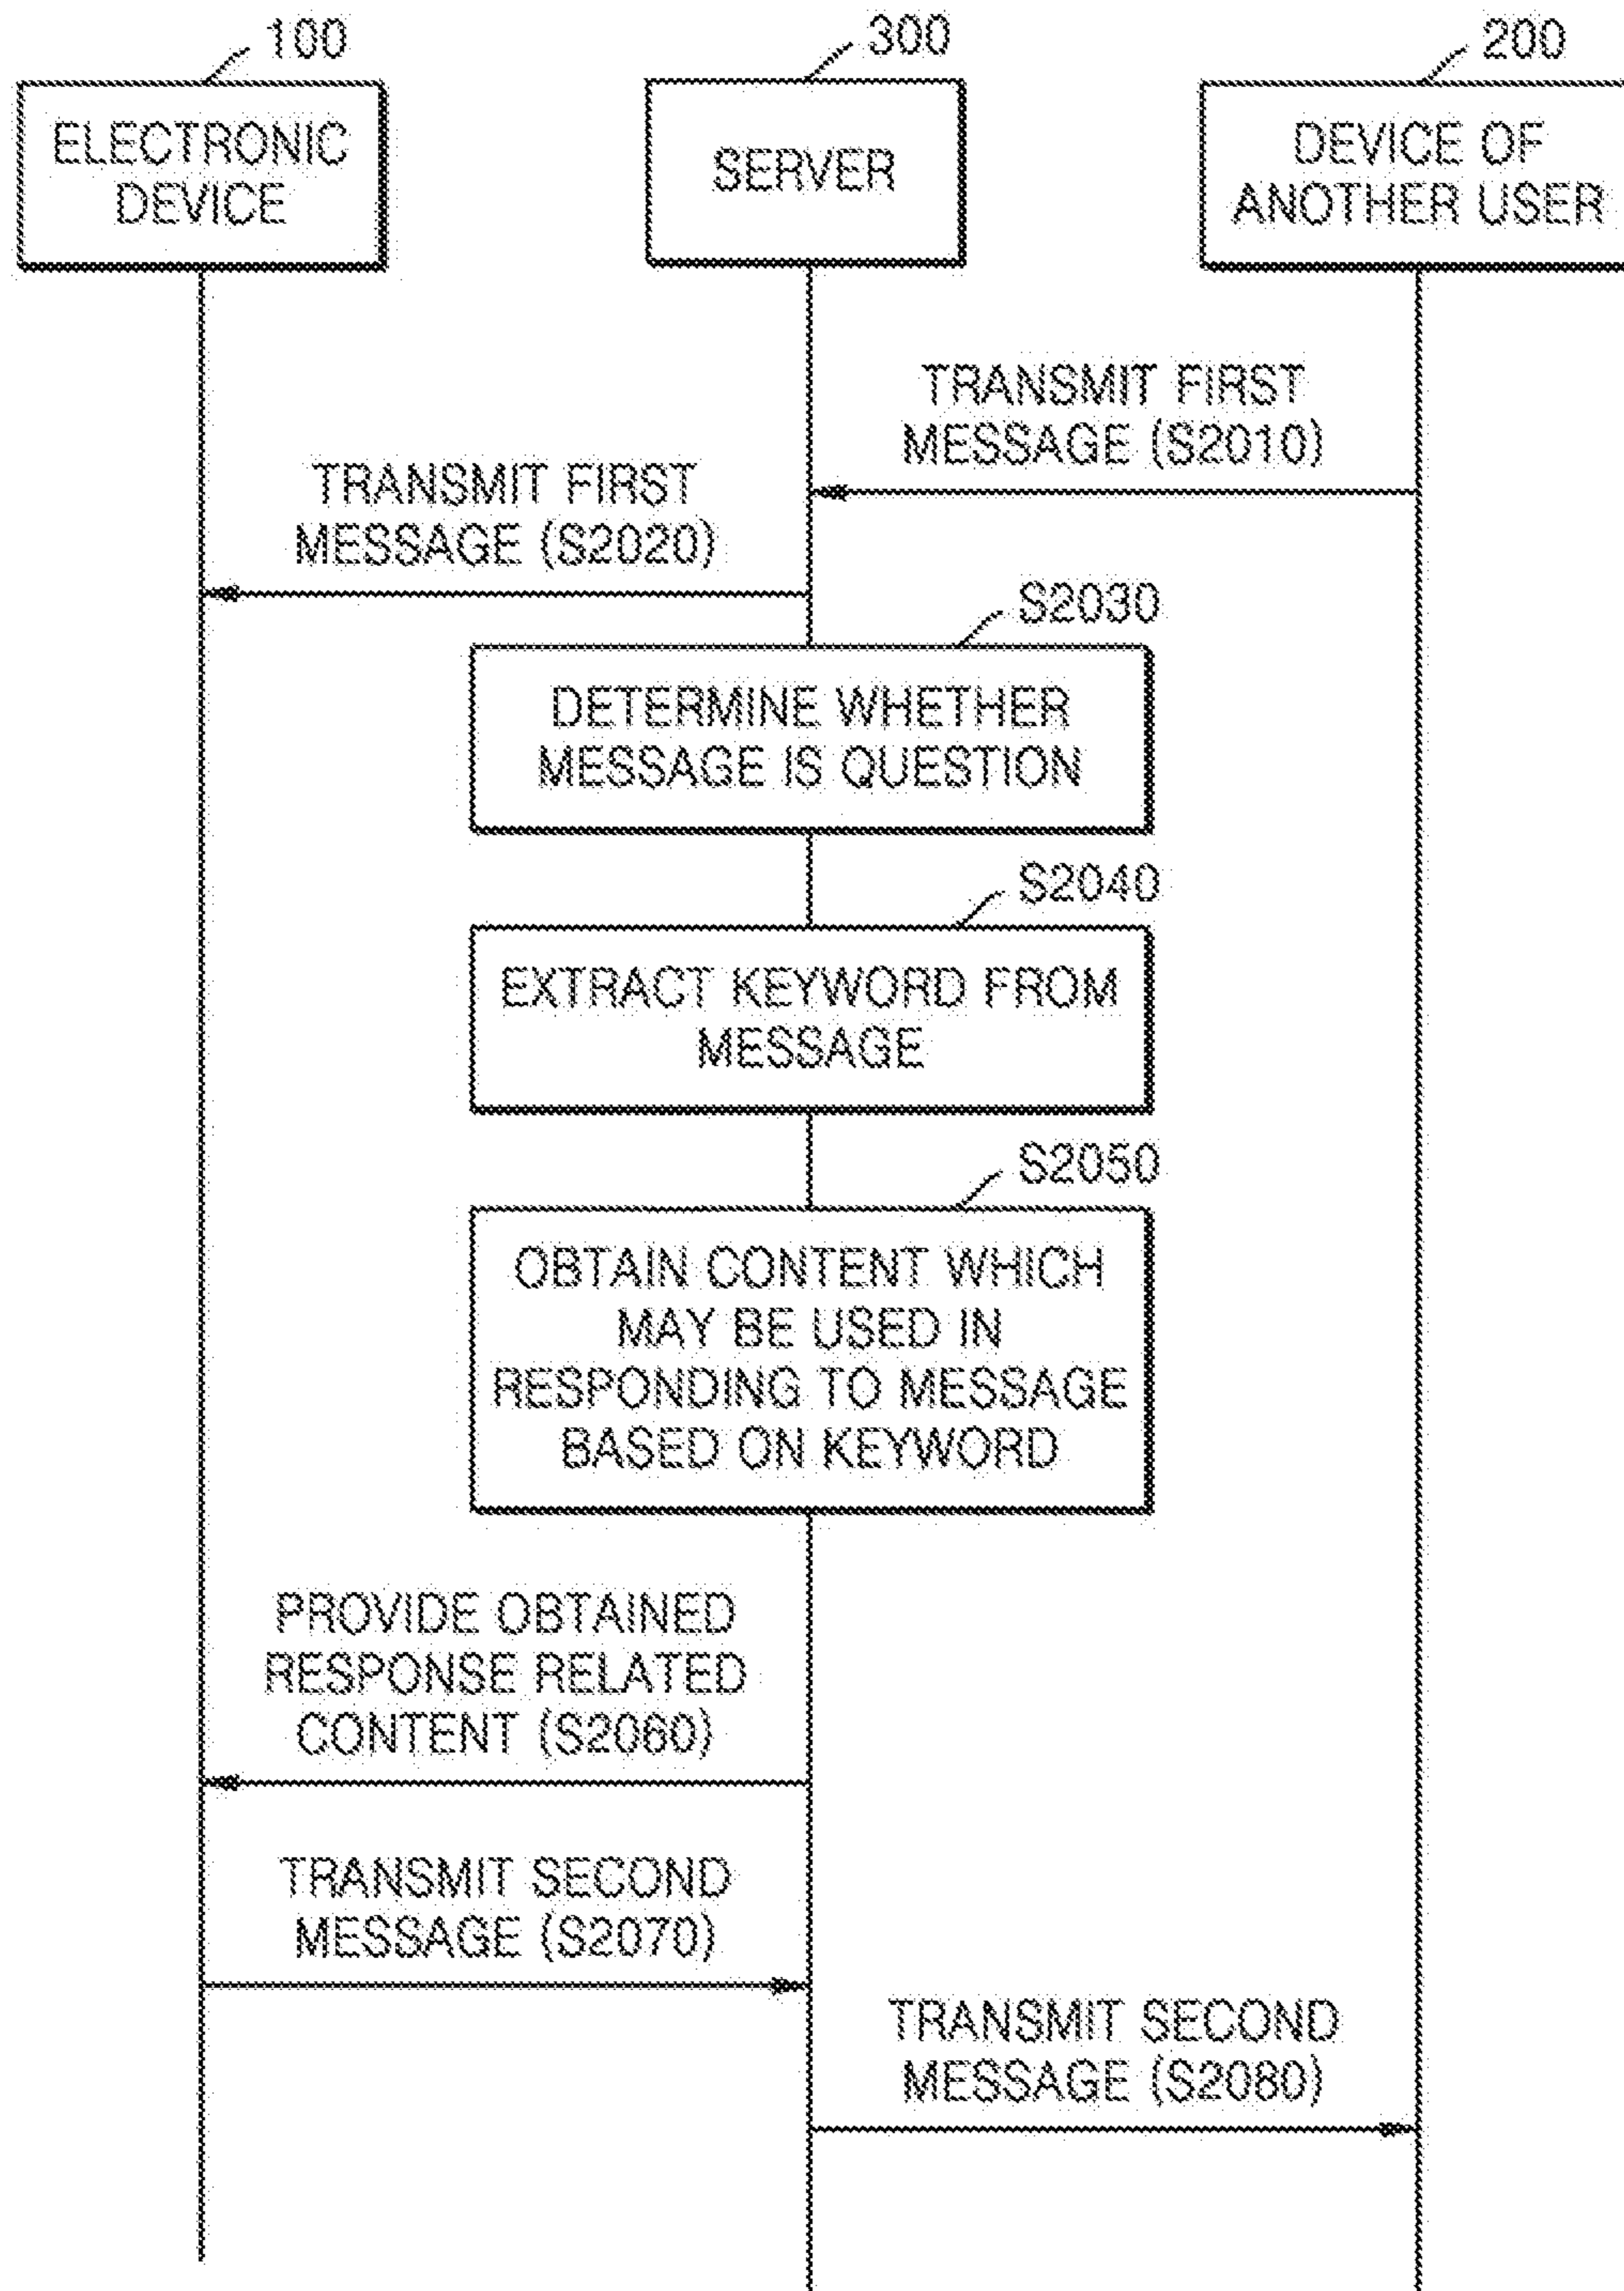 100
300
200
ELECTRONIC
DEVICE
SERVER
DEVICE OF
ANOTHER USER
TRANSMIT FIRST
MESSAGE (S2010)
TRANSMIT FIRST
MESSAGE (S2020)
S2030
DETERMINE WHETHER
MESSAGE IS QUESTION
S2040
EXTRACT KEYWORD FROM
MESSAGE
S2050
OBTAIN CONTENT WHICH
MAY BE USED IN
RESPONDING TO MESSAGE
BASED ON KEYWORD
PROVIDE OBTAINED
RESPONSE RELATED
CONTENT (S2060)
TRANSMIT SECOND
MESSAGE (S2070)
TRANSMIT SECOND
MESSAGE (S2080)